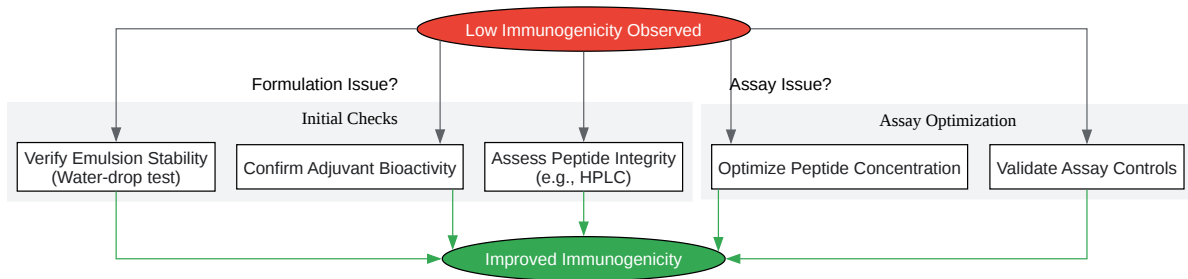 Low Immunogenicity Observed
Formulation Issue?
Assay Issue?
Initial Checks
Assay Optimization
Verify Emulsion Stability
(Water-drop test)
Confirm Adjuvant Bioactivity
Assess Peptide Integrity
(e.g., HPLC)
Optimize Peptide Concentration
Validate Assay Controls
Improved Immunogenicity